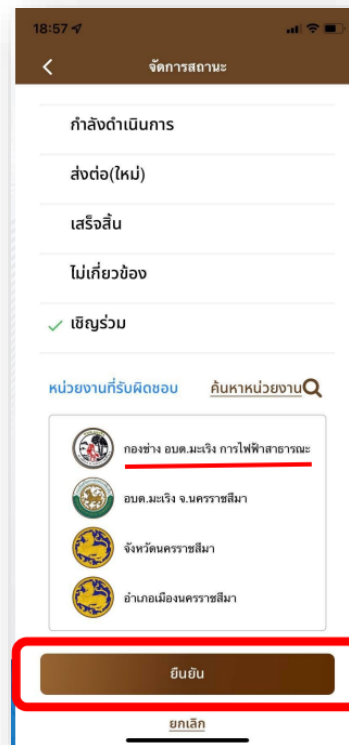 18:57
จัดการสถานะ
กำลังดำเนินการ
ส่งต่อ(ใหม่)
เสร็จสิ้น
ไม่เกี่ยวข้อง
เชิญร่วม
หน่วยงานที่รับผิดชอบ ค้นหาหน่วยงาน
กองช่าง อบต.มะเริง การไฟฟ้าสาธารณะ
อบต.มะเริง จ.นครราชสีมา
จังหวัดนครราชสีมา
อำเภอเมืองนครราชสีมา
ยืนยัน
ยกเลิก